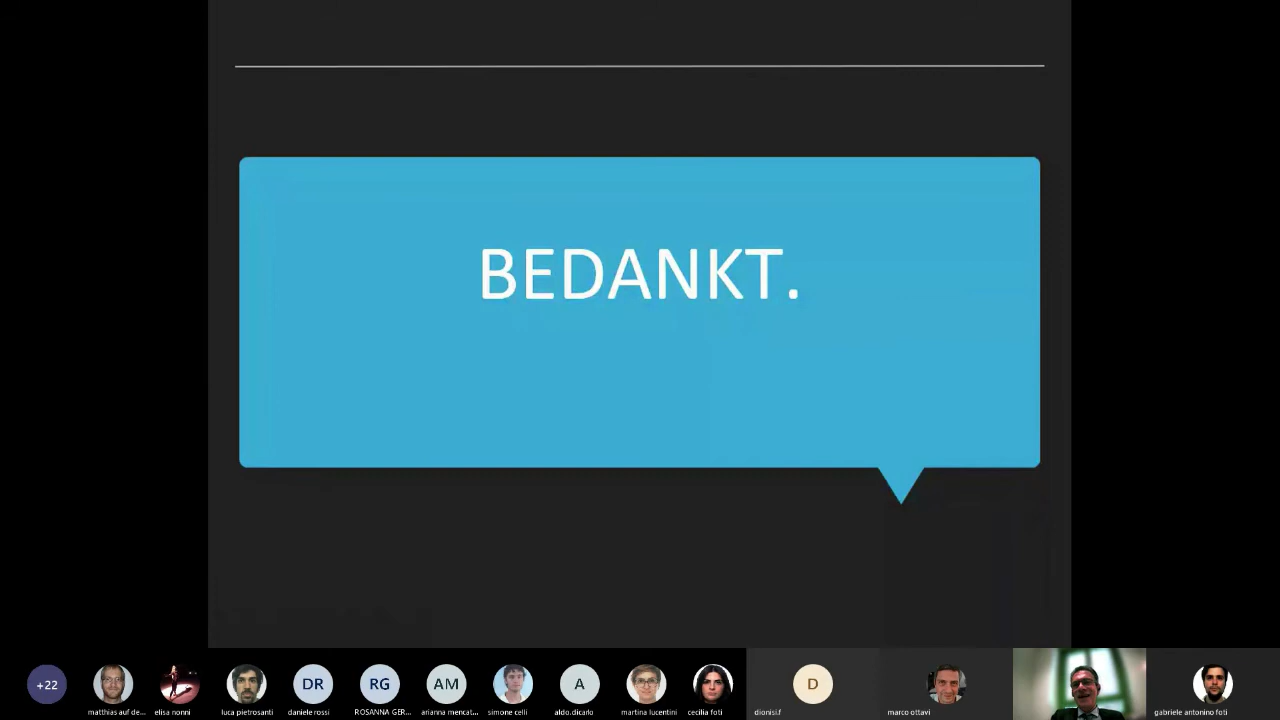 BEDANKT.
+22
matthias auf de...
elisa nonni
luca pietrosanti
DR
daniele rossi
RG
ROSANNA GER...
AM
arianna mencat...
simone celli
A
aldo.dicarlo
martina lucentini
cecilia foti
D
dionisi.f
marco ottavi
gabriele antonino foti